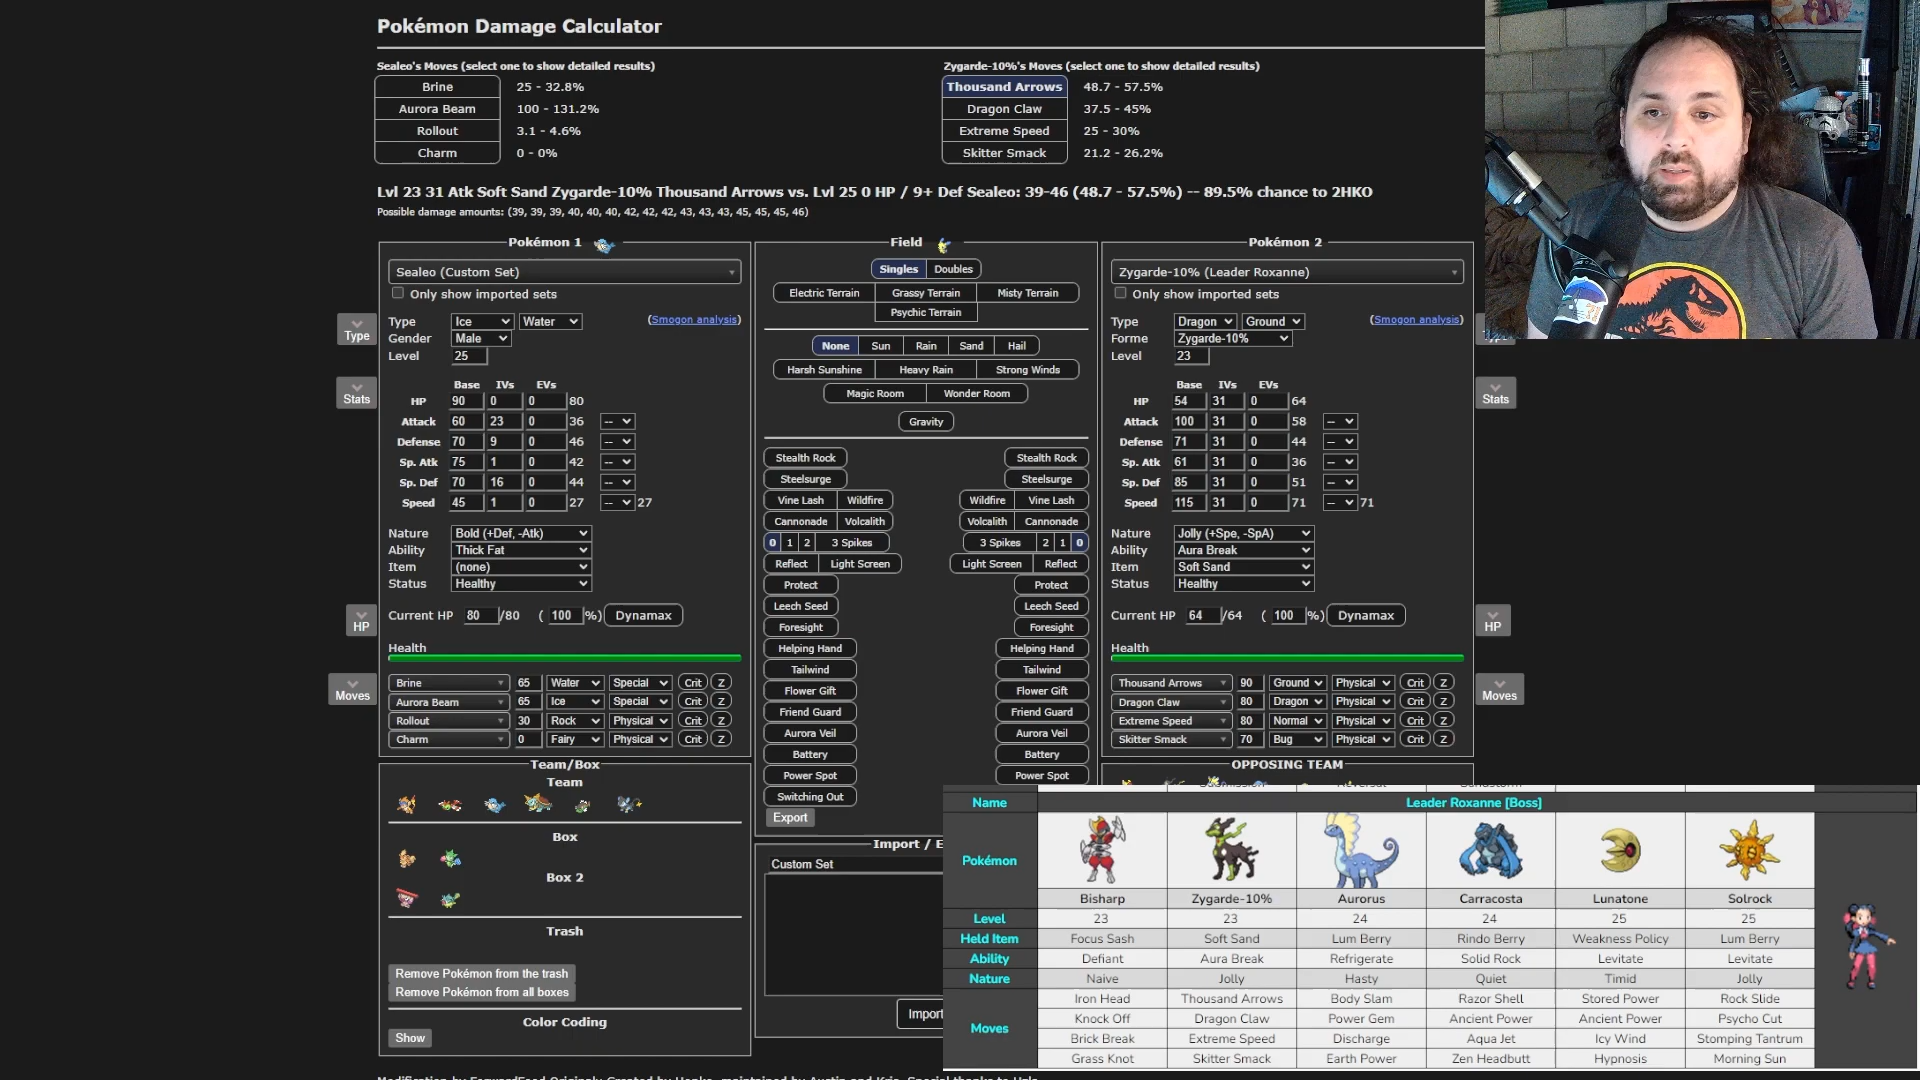 Pokémon Damage Calculator
Sealeo's Moves (select one to show detailed results)
Brine 25 - 32.8%
Aurora Beam 100 - 131.2%
Rollout 3.1 - 4.6%
Charm 0 - 0%
Zygarde-10%'s Moves (select one to show detailed results)
Thousand Arrows 48.7 - 57.5%
Dragon Claw 37.5 - 45%
Extreme Speed 25 - 30%
Skitter Smack 21.2 - 26.2%
Lvl 23 31 Atk Soft Sand Zygarde-10% Thousand Arrows vs. Lvl 25 0 HP / 9+ Def Sealeo: 39-46 (48.7 - 57.5%) -- 89.5% chance to 2HKO
Possible damage amounts: (39, 39, 39, 40, 40, 40, 42, 42, 42, 43, 43, 43, 45, 45, 45, 46)
Pokémon 1
Sealeo (Custom Set)
Only show imported sets
Type Ice Water (Smogon analysis)
Gender Male
Level 25
Base IVs EVs
HP 90 0 0 80
Attack 60 23 0 36 --
Defense 70 9 0 46 --
Sp. Atk 75 1 0 42 --
Sp. Def 70 16 0 44 --
Speed 45 1 0 27 -- 27
Nature Bold (+Def, -Atk)
Ability Thick Fat
Item (none)
Status Healthy
Current HP 80 /80 ( 100 %) Dynamax
Health
Brine 65 Water Special Crit Z
Aurora Beam 65 Ice Special Crit Z
Rollout 30 Rock Physical Crit Z
Charm 0 Fairy Physical Crit Z
Type
Stats
HP
Moves
Team/Box
Team
Box
Box 2
Trash
Remove Pokémon from the trash
Remove Pokémon from all boxes
Color Coding
Show
Field
Singles Doubles
Electric Terrain Grassy Terrain Misty Terrain
Psychic Terrain
None Sun Rain Sand Hail
Harsh Sunshine Heavy Rain Strong Winds
Magic Room Wonder Room
Gravity
Stealth Rock Stealth Rock
Steelsurge Steelsurge
Vine Lash Wildfire Wildfire Vine Lash
Cannonade Volcalith Volcalith Cannonade
0 1 2 3 Spikes 3 Spikes 2 1 0
Reflect Light Screen Light Screen Reflect
Protect Protect
Leech Seed Leech Seed
Foresight Foresight
Helping Hand Helping Hand
Tailwind Tailwind
Flower Gift Flower Gift
Friend Guard Friend Guard
Aurora Veil Aurora Veil
Battery Battery
Power Spot Power Spot
Switching Out
Export
Import / E
Custom Set
Import
Pokémon 2
Zygarde-10% (Leader Roxanne)
Only show imported sets
Type Dragon Ground (Smogon analysis)
Forme Zygarde-10%
Level 23
Base IVs EVs
HP 54 31 0 64
Attack 100 31 0 58 --
Defense 71 31 0 44 --
Sp. Atk 61 31 0 36 --
Sp. Def 85 31 0 51 --
Speed 115 31 0 71 -- 71
Nature Jolly (+Spe, -SpA)
Ability Aura Break
Item Soft Sand
Status Healthy
Current HP 64 /64 ( 100 %) Dynamax
Health
Thousand Arrows 90 Ground Physical Crit Z
Dragon Claw 80 Dragon Physical Crit Z
Extreme Speed 80 Normal Physical Crit Z
Skitter Smack 70 Bug Physical Crit Z
Stats
HP
Moves
OPPOSING TEAM
Name Leader Roxanne [Boss]
Pokémon
Bisharp Zygarde-10% Aurorus Carracosta Lunatone Solrock
Level 23 23 24 24 25 25
Held Item Focus Sash Soft Sand Lum Berry Rindo Berry Weakness Policy Lum Berry
Ability Defiant Aura Break Refrigerate Solid Rock Levitate Levitate
Nature Naive Jolly Hasty Quiet Timid Jolly
Moves
Iron Head Thousand Arrows Body Slam Razor Shell Stored Power Rock Slide
Knock Off Dragon Claw Power Gem Ancient Power Ancient Power Psycho Cut
Brick Break Extreme Speed Discharge Aqua Jet Icy Wind Stomping Tantrum
Grass Knot Skitter Smack Earth Power Zen Headbutt Hypnosis Morning Sun